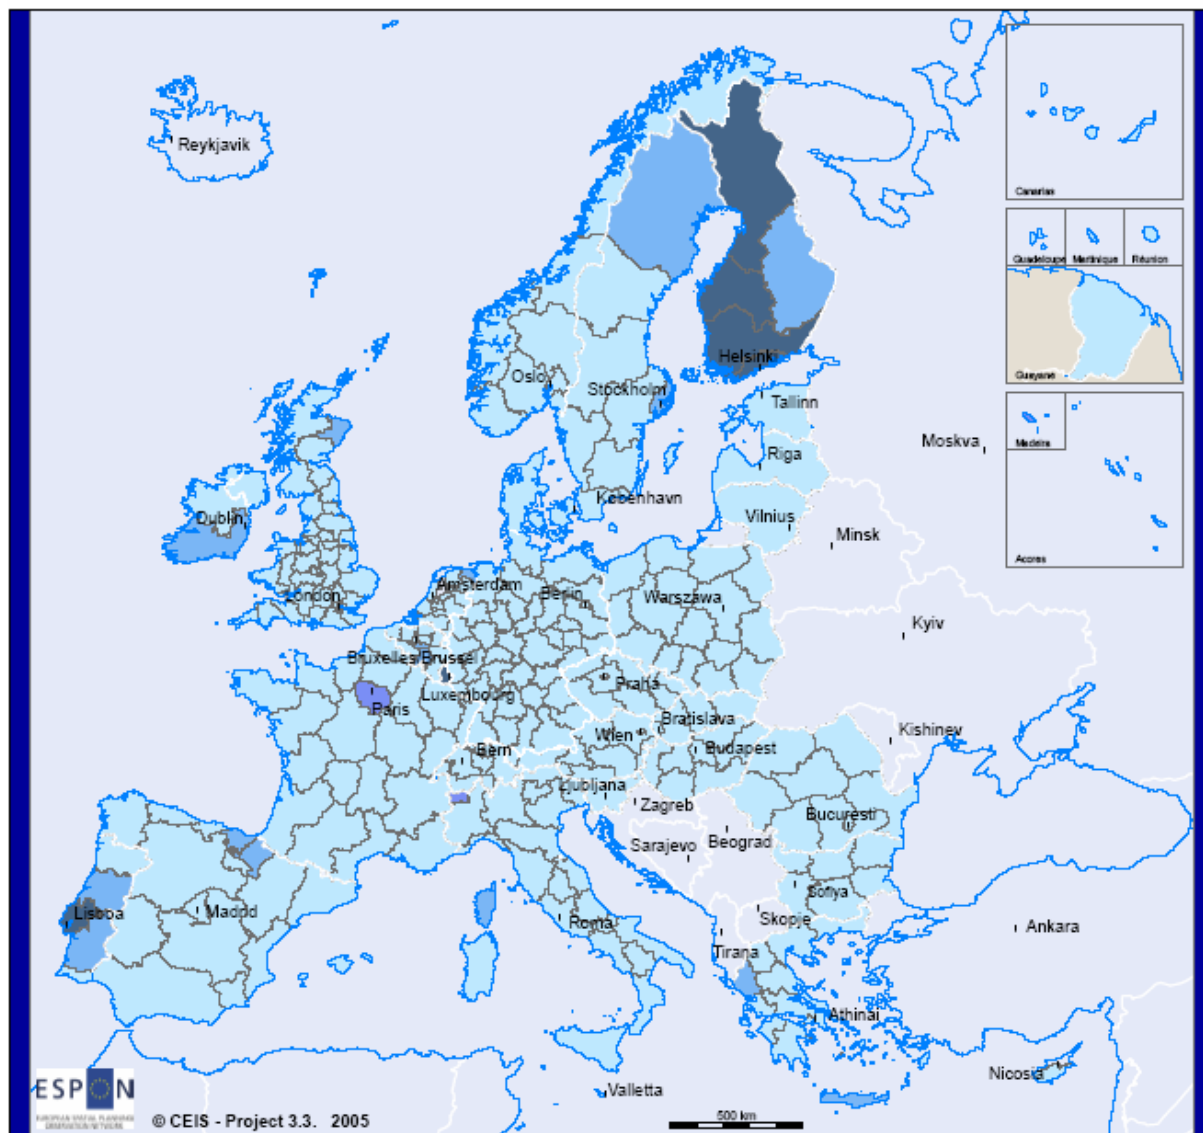 Reykjavik
Canarias
Guadeloupe
Martinique
Réunion
Guyane
Helsinki
Oslo
Stockholm
Tallinn
Madeira
Moskva
Riga
København
Dublin
Vilnius
Minsk
Acores
Amsterdam
Berlin
London
Warszawa
Kyiv
Bruxelles/Brussel
Praha
Luxembourg
Paris
Bratislava
Kishinev
Wien
Bern
Budapest
Ljubljana
Zagreb
Bucuresti
Sarajevo
Beograd
Sofiya
Lisboa
Madrid
Roma
Skopje
Ankara
Tirana
Athinai
Nicosia
ESPON
Valletta
500 km
© CEIS - Project 3.3. 2005